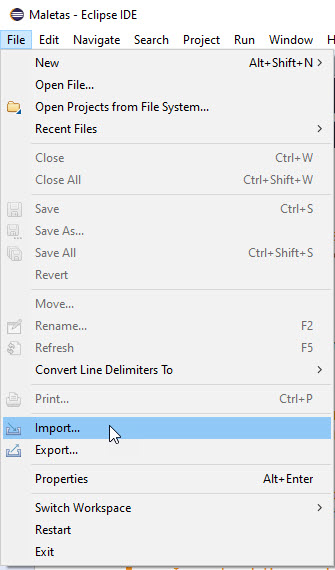 Maletas - Eclipse IDE
File Edit Navigate Search Project Run Window H
New Alt+Shift+N >
Open File...
Open Projects from File System...
Recent Files >
Close Ctrl+W
Close All Ctrl+Shift+W
Save Ctrl+S
Save As...
Save All Ctrl+Shift+S
Revert
Move...
Rename... F2
Refresh F5
Convert Line Delimiters To >
Print... Ctrl+P
Import...
Export...
Properties Alt+Enter
Switch Workspace >
Restart
Exit